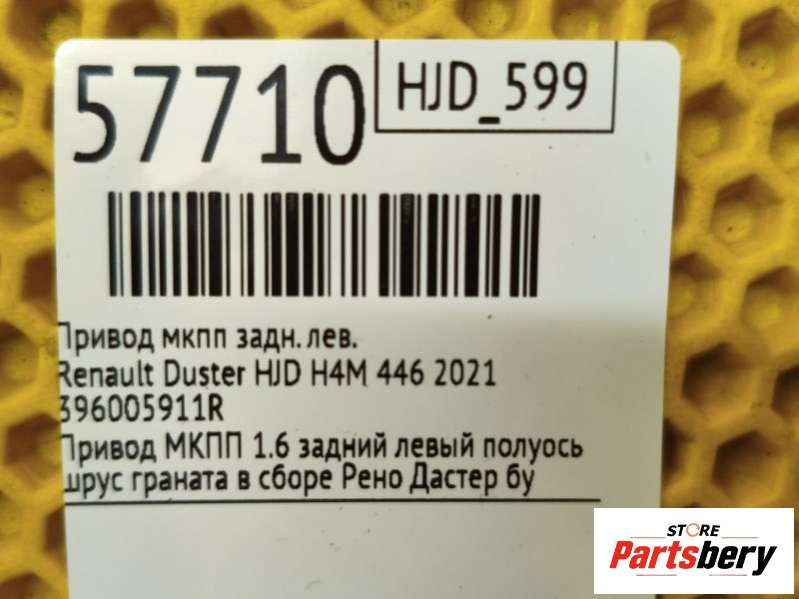 57710
HJD_599
Привод мкпп задн. лев.
Renault Duster HJD H4M 446 2021
396005911R
Привод МКПП 1.6 задний левый полуось
шрус граната в сборе Рено Дастер бу
STORE
Partsbery